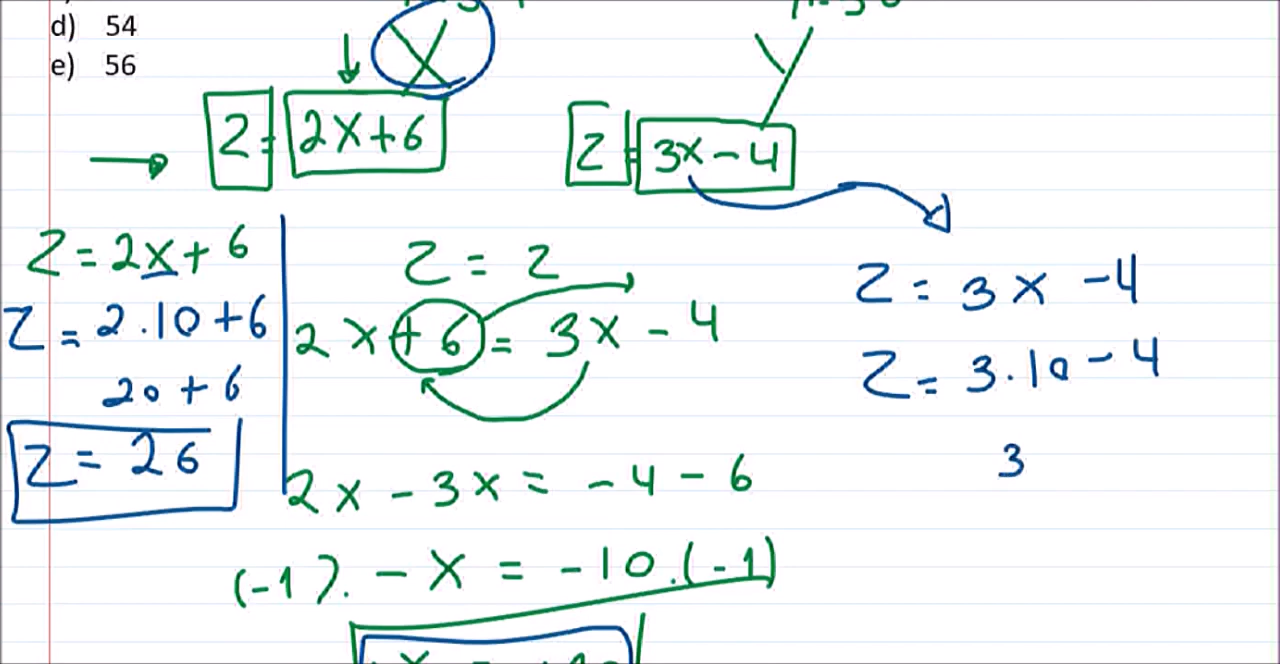 d) 54
e) 56
X
Y
Z = 2X+6
Z = 3x - 4
Z = 2x + 6
Z = 2.10 + 6
20 + 6
Z = 26
Z = Z
2x + 6 = 3x - 4
2x - 3x = -4 - 6
(-1). - X = -10.(-1)
Z = 3x - 4
Z = 3.10 - 4
3